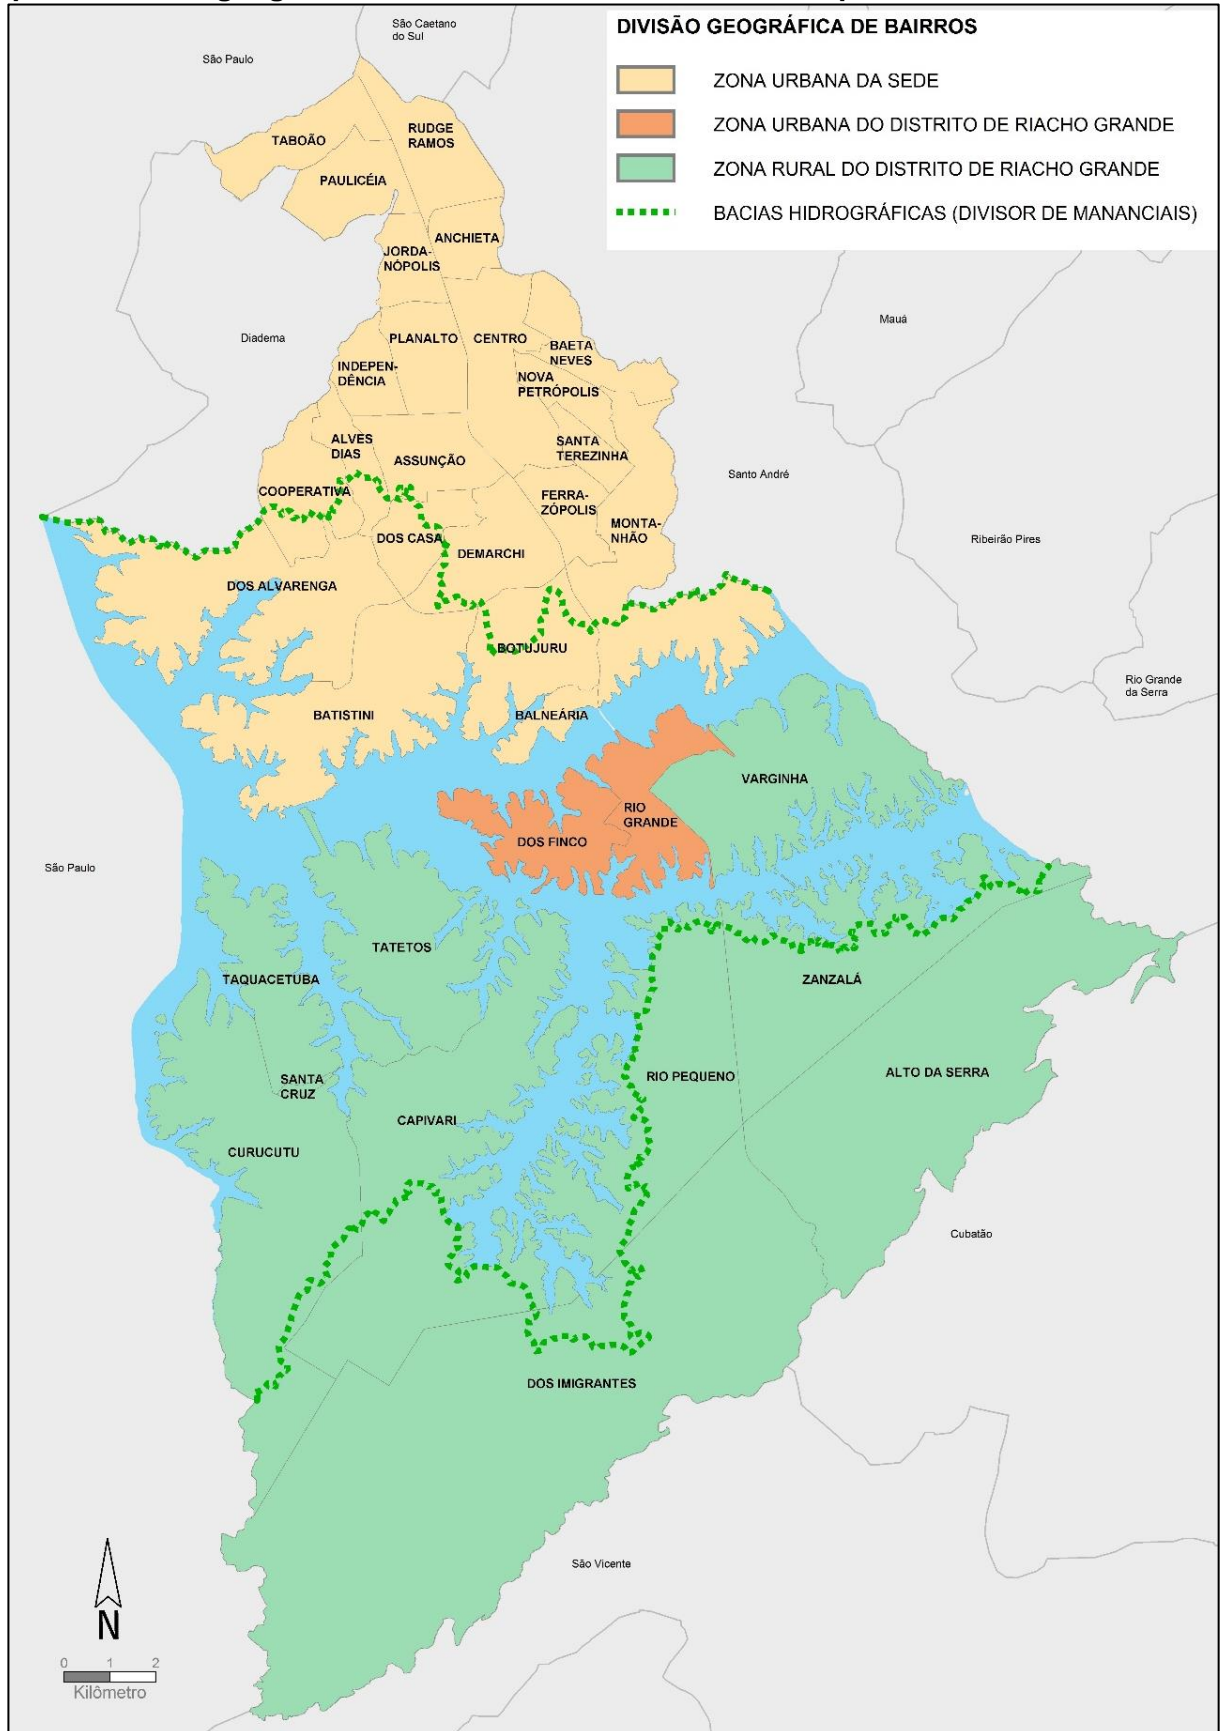 São Caetano
do Sul
São Paulo
DIVISÃO GEOGRÁFICA DE BAIRROS
ZONA URBANA DA SEDE
ZONA URBANA DO DISTRITO DE RIACHO GRANDE
ZONA RURAL DO DISTRITO DE RIACHO GRANDE
BACIAS HIDROGRÁFICAS (DIVISOR DE MANANCIAIS)
TABOÃO
RUDGE
RAMOS
PAULICÉIA
ANCHIETA
JORDA-
NÓPOLIS
Mauá
Diadema
PLANALTO
CENTRO
BAETA
NEVES
INDEPEN-
DÊNCIA
NOVA
PETRÓPOLIS
ALVES
DIAS
ASSUNÇÃO
SANTA
TEREZINHA
Santo André
COOPERATIVA
FERRA-
ZÓPOLIS
MONTA-
NHÃO
DOS CASA
DEMARCHI
Ribeirão Pires
DOS ALVARENGA
BOTUJURU
Rio Grande
da Serra
BATISTINI
BALNEÁRIA
VARGINHA
RIO
GRANDE
DOS FINCO
São Paulo
TATETOS
TAQUACETUBA
ZANZALÁ
SANTA
CRUZ
RIO PEQUENO
ALTO DA SERRA
CAPIVARI
CURUCUTU
Cubatão
DOS IMIGRANTES
São Vicente
N
0 1 2
Kilômetro